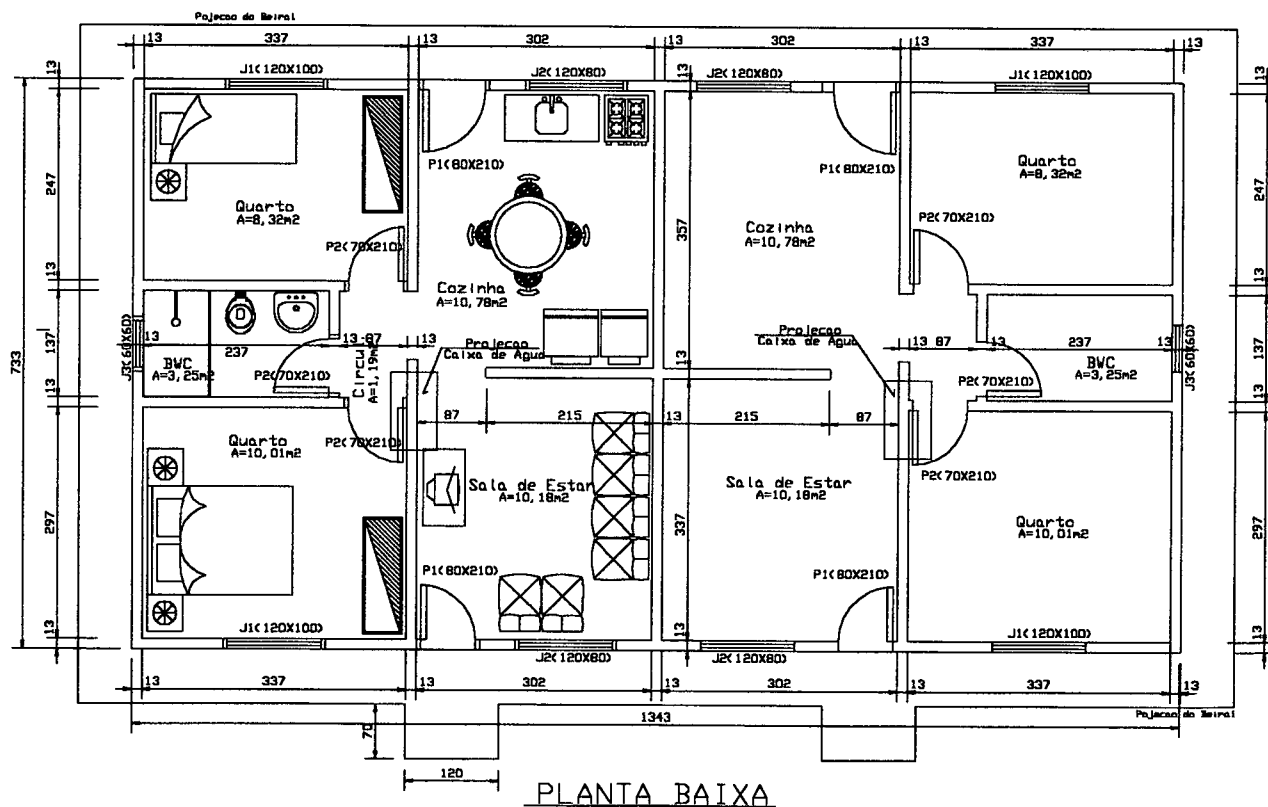 Pojecao do Beiral
13 337 13 302 13 302 13 337 13
13 J1(120X100) J2(120X80) 13 J2(120X80) J1(120X100) 13
P1(80X210) P1(80X210)
Quarto
A=8,32m2
Quarto
A=8,32m2
247 357 247
P2(70X210) P2(70X210)
Cozinha
A=10,78m2
Cozinha
A=10,78m2
13 13
Projecao
Caixa de Agua
Projecao
Caixa de Agua
733 137 J3(60X60) 13 237 13 87 13 13 13 87 13 237 13 J3(60X60) 137
BWC
A=3,25m2
Circu
A=1,19m2
BWC
A=3,25m2
P2(70X210) P2(70X210)
13 13
87 215 13 215 87
Quarto
A=10,01m2
P2(70X210) P2(70X210)
Sala de Estar
A=10,18m2
Sala de Estar
A=10,18m2
297 337 297
Quarto
A=10,01m2
P1(80X210) P1(80X210)
13 J1(120X100) J2(120X80) 13 J2(120X80) J1(120X100) 13
13 337 13 302 13 302 13 337 13
Pojecao do Beiral
70 1343
120
PLANTA BAIXA